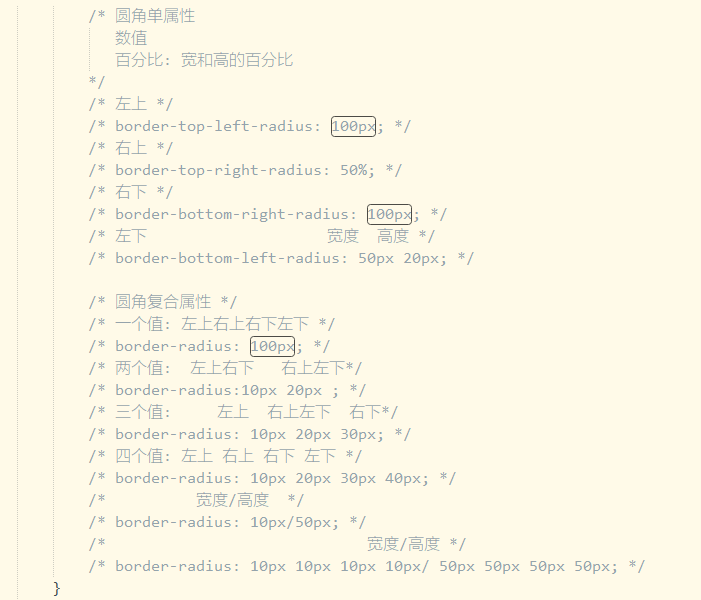 /* 圆角单属性
数值
百分比: 宽和高的百分比
*/
/* 左上 */
/* border-top-left-radius: 100px; */
/* 右上 */
/* border-top-right-radius: 50%; */
/* 右下 */
/* border-bottom-right-radius: 100px; */
/* 左下 宽度 高度 */
/* border-bottom-left-radius: 50px 20px; */
/* 圆角复合属性 */
/* 一个值: 左上右上右下左下 */
/* border-radius: 100px; */
/* 两个值: 左上右下 右上左下*/
/* border-radius:10px 20px ; */
/* 三个值: 左上 右上左下 右下*/
/* border-radius: 10px 20px 30px; */
/* 四个值: 左上 右上 右下 左下 */
/* border-radius: 10px 20px 30px 40px; */
/* 宽度/高度 */
/* border-radius: 10px/50px; */
/* 宽度/高度 */
/* border-radius: 10px 10px 10px 10px/ 50px 50px 50px 50px; */
}